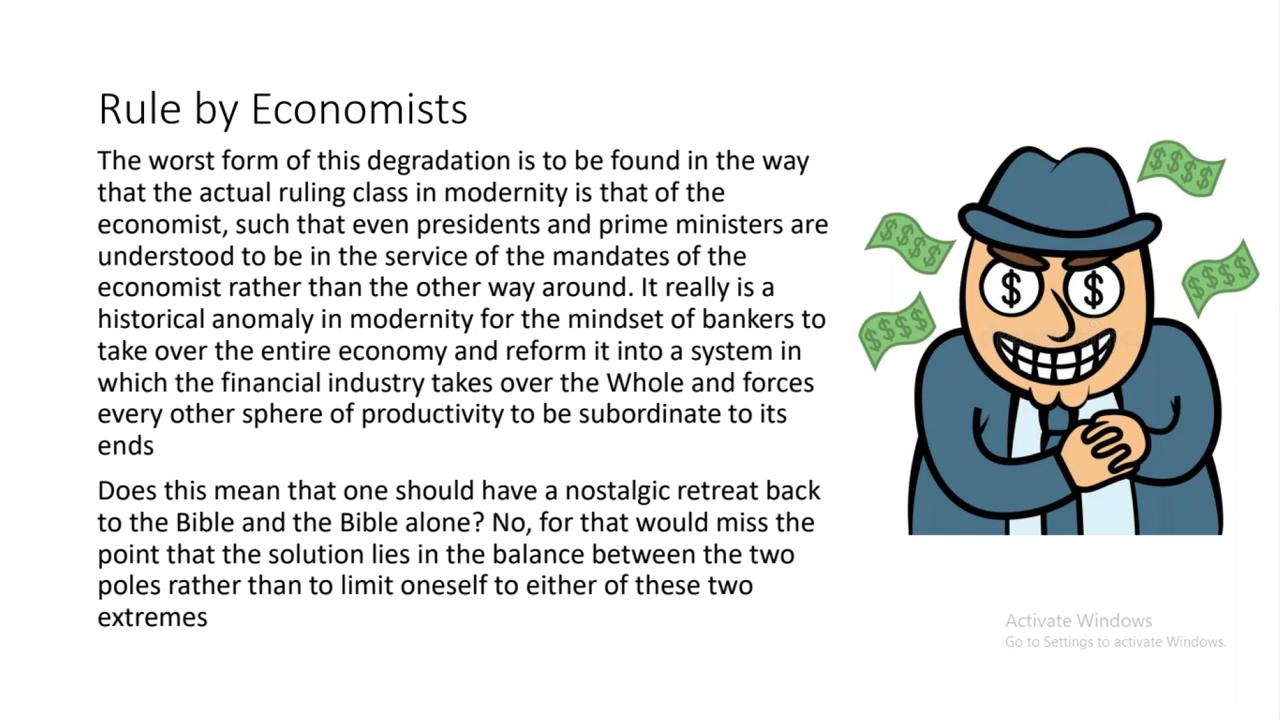 Rule by Economists
The worst form of this degradation is to be found in the way
that the actual ruling class in modernity is that of the
economist, such that even presidents and prime ministers are
understood to be in the service of the mandates of the
economist rather than the other way around. It really is a
historical anomaly in modernity for the mindset of bankers to
take over the entire economy and reform it into a system in
which the financial industry takes over the Whole and forces
every other sphere of productivity to be subordinate to its
ends
Does this mean that one should have a nostalgic retreat back
to the Bible and the Bible alone? No, for that would miss the
point that the solution lies in the balance between the two
poles rather than to limit oneself to either of these two
extremes
$$$$
$$$$
$$$$
$$$$
$ $
Activate Windows
Go to Settings to activate Windows.